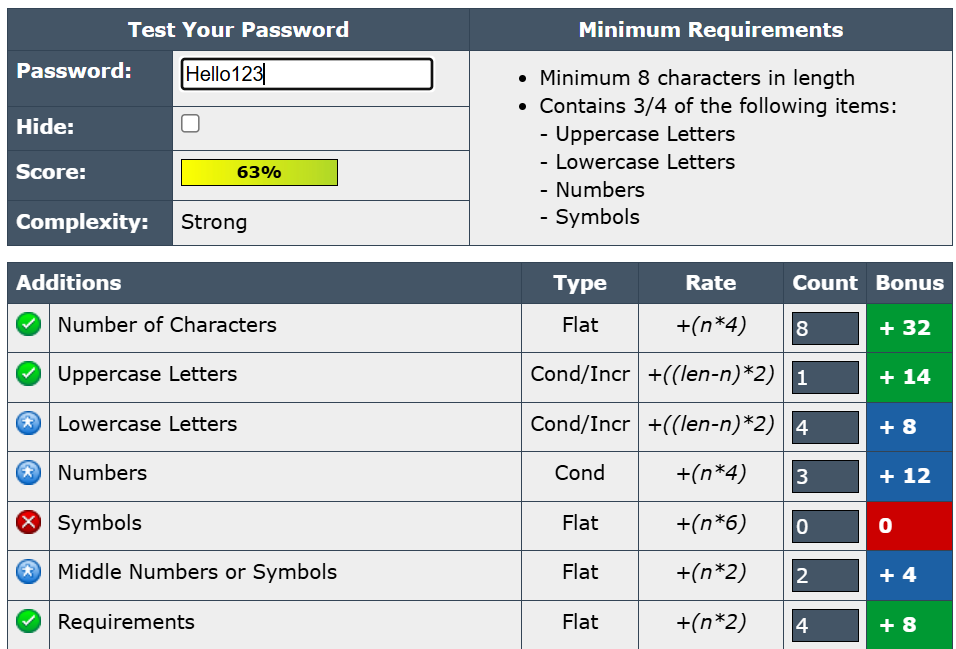 Test Your Password
Minimum Requirements
Password:
Hello123
• Minimum 8 characters in length
• Contains 3/4 of the following items:
- Uppercase Letters
- Lowercase Letters
- Numbers
- Symbols
Hide:
Score:
63%
Complexity:
Strong
Additions Type Rate Count Bonus
Number of Characters Flat +(n*4) 8 + 32
Uppercase Letters Cond/Incr +((len-n)*2) 1 + 14
Lowercase Letters Cond/Incr +((len-n)*2) 4 + 8
Numbers Cond +(n*4) 3 + 12
Symbols Flat +(n*6) 0 0
Middle Numbers or Symbols Flat +(n*2) 2 + 4
Requirements Flat +(n*2) 4 + 8